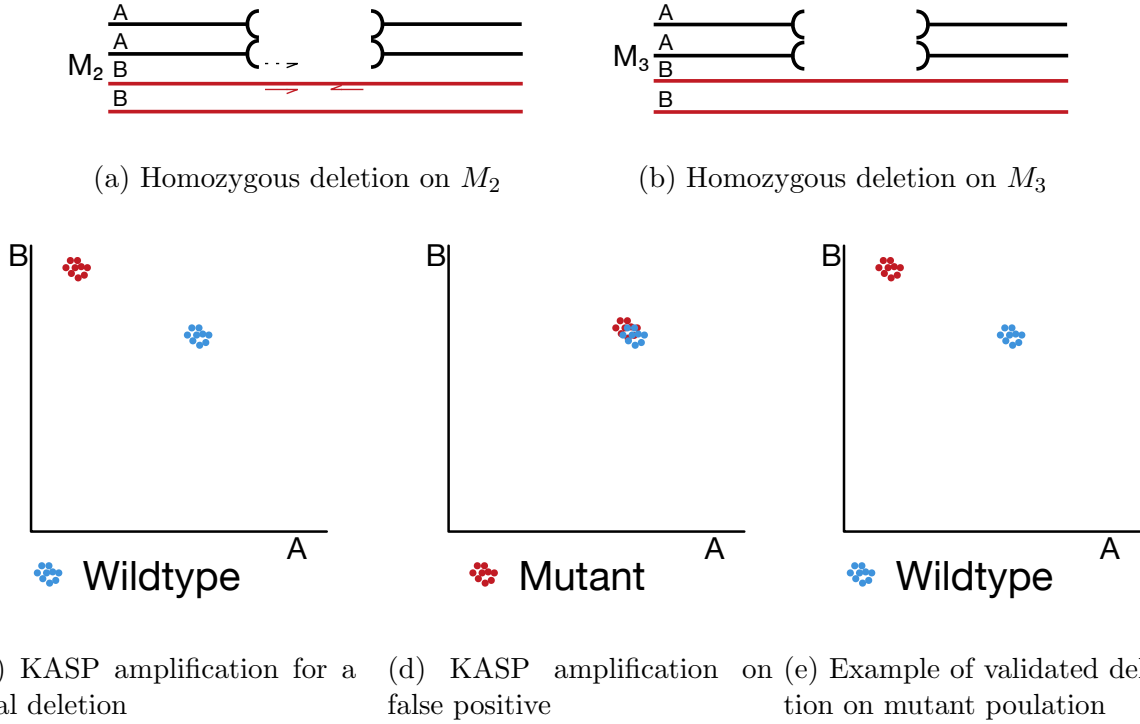 A
A
M₂
B
B
A
A
M₃
B
B
(a) Homozygous deletion on M₂
(b) Homozygous deletion on M₃
B
A
Wildtype
B
A
Mutant
B
A
Wildtype
) KASP amplification for a
al deletion
(d) KASP amplification on
false positive
(e) Example of validated del
tion on mutant poulation